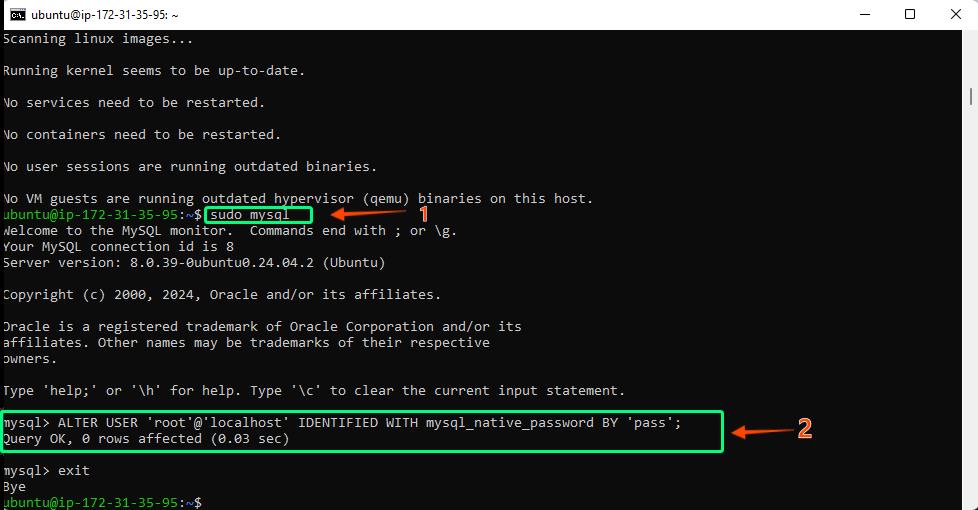 ubuntu@ip-172-31-35-95: ~
Scanning linux images...
Running kernel seems to be up-to-date.
No services need to be restarted.
No containers need to be restarted.
No user sessions are running outdated binaries.
No VM guests are running outdated hypervisor (qemu) binaries on this host.
ubuntu@ip-172-31-35-95:~$ sudo mysql 1
Welcome to the MySQL monitor.  Commands end with ; or \g.
Your MySQL connection id is 8
Server version: 8.0.39-0ubuntu0.24.04.2 (Ubuntu)
Copyright (c) 2000, 2024, Oracle and/or its affiliates.
Oracle is a registered trademark of Oracle Corporation and/or its
affiliates. Other names may be trademarks of their respective
owners.
Type 'help;' or '\h' for help. Type '\c' to clear the current input statement.
mysql> ALTER USER 'root'@'localhost' IDENTIFIED WITH mysql_native_password BY 'pass';
Query OK, 0 rows affected (0.03 sec)
2
mysql> exit
Bye
ubuntu@ip-172-31-35-95:~$